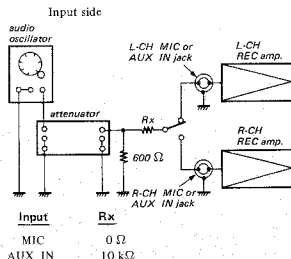 Input side
audio
oscillator
L-CH MIC or
AUX IN jack
L-CH
REC amp.
attenuator
Rx
600 Ω
R-CH MIC or
AUX IN jack
R-CH
REC amp.
Input Rx
MIC 0 Ω
AUX IN 10 kΩ